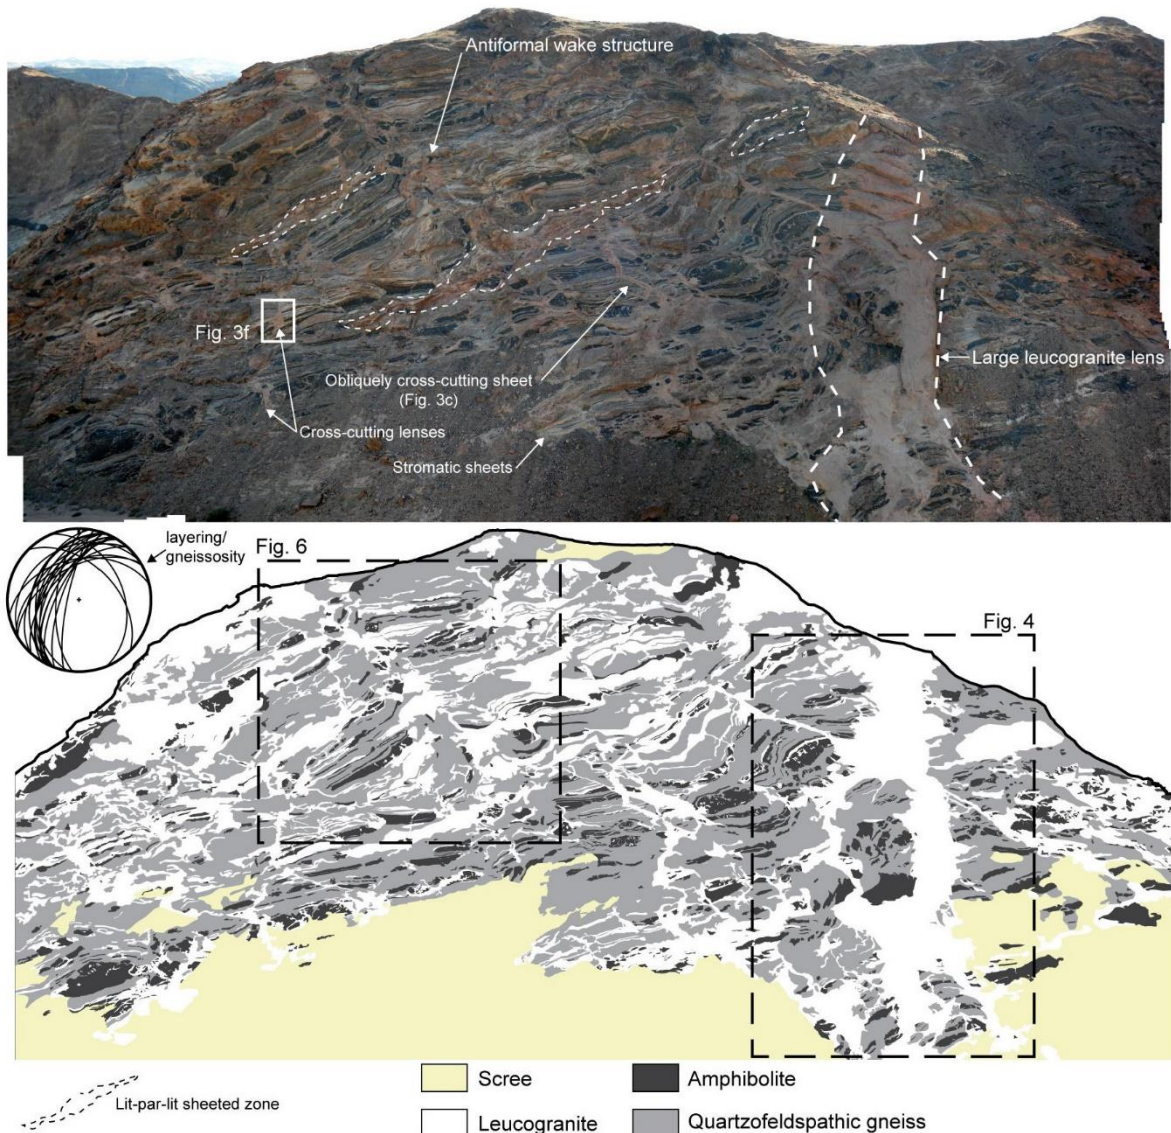 Antiformal wake structure
Fig. 3f
Large leucogranite lens
Obliquely cross-cutting sheet
(Fig. 3c)
Cross-cutting lenses
Stromatic sheets
layering/
gneissosity
Fig. 6
Fig. 4
Lit-par-lit sheeted zone
Scree
Amphibolite
Leucogranite
Quartzofeldspathic gneiss